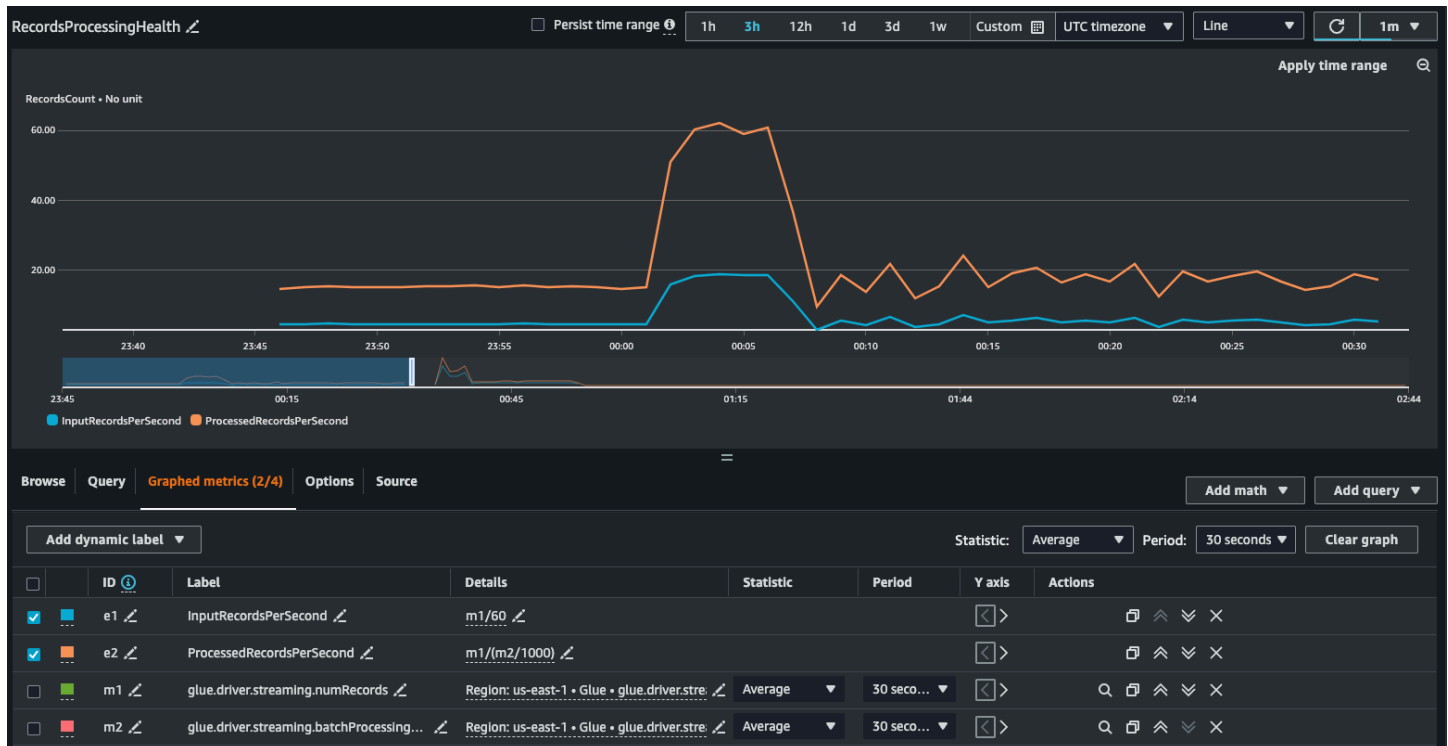 RecordsProcessingHealth
Persist time range 1h 3h 12h 1d 3d 1w Custom UTC timezone Line 1m
Apply time range
RecordsCount • No unit
60.00
40.00
20.00
23:40 23:45 23:50 23:55 00:00 00:05 00:10 00:15 00:20 00:25 00:30
23:45 00:15 00:45 01:15 01:44 02:14 02:44
InputRecordsPerSecond ProcessedRecordsPerSecond
Browse Query Graphed metrics (2/4) Options Source
Add math Add query
Add dynamic label Statistic: Average Period: 30 seconds Clear graph
ID Label Details Statistic Period Y axis Actions
e1 InputRecordsPerSecond m1/60
e2 ProcessedRecordsPerSecond m1/(m2/1000)
m1 glue.driver.streaming.numRecords Region: us-east-1 • Glue • glue.driver.stre Average 30 seco...
m2 glue.driver.streaming.batchProcessing... Region: us-east-1 • Glue • glue.driver.stre Average 30 seco...